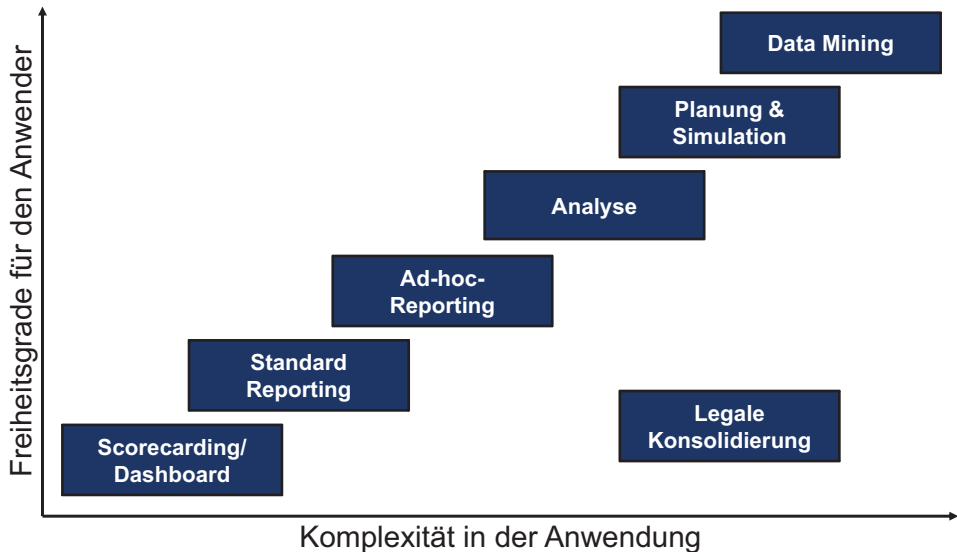 Freiheitsgrade für den Anwender
Data Mining
Planung &
Simulation
Analyse
Ad-hoc-
Reporting
Standard
Reporting
Legale
Konsolidierung
Scorecarding/
Dashboard
Komplexität in der Anwendung